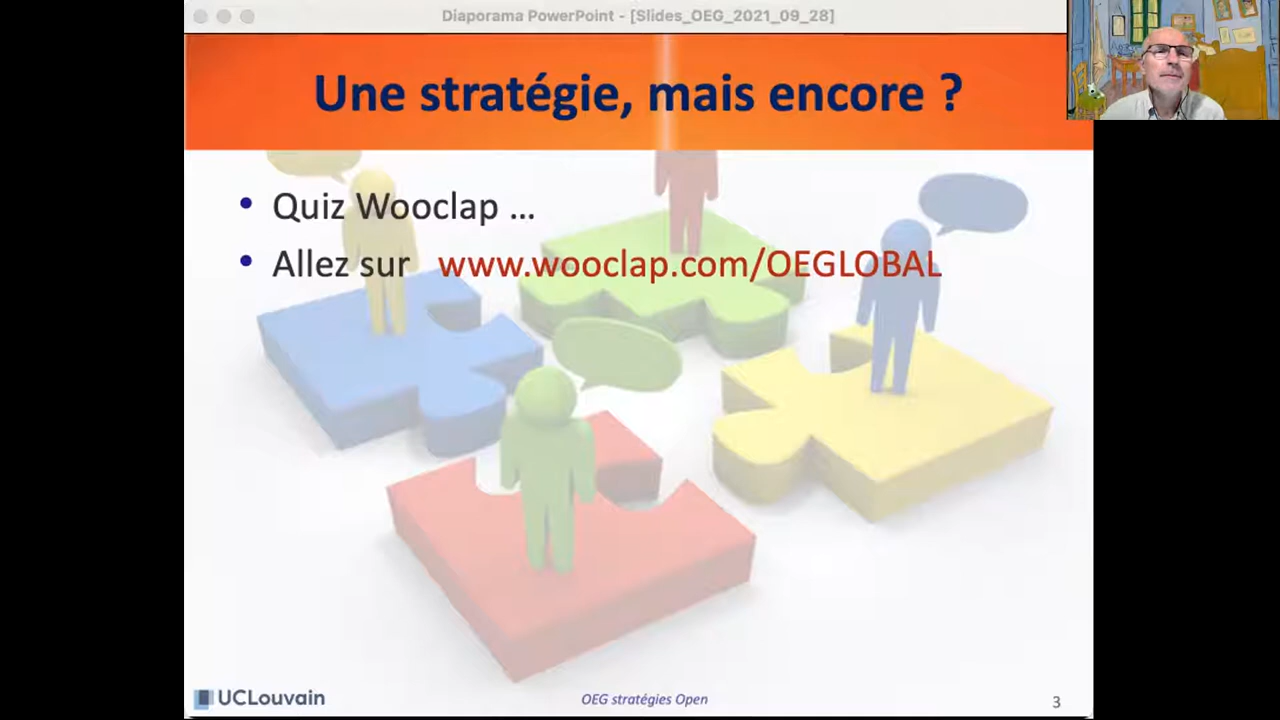 Diaporama PowerPoint - [Slides_OEG_2021_09_28]
Une stratégie, mais encore ?
• Quiz Wooclap ...
• Allez sur www.wooclap.com/OEGLOBAL
UCLouvain
OEG stratégies Open
3